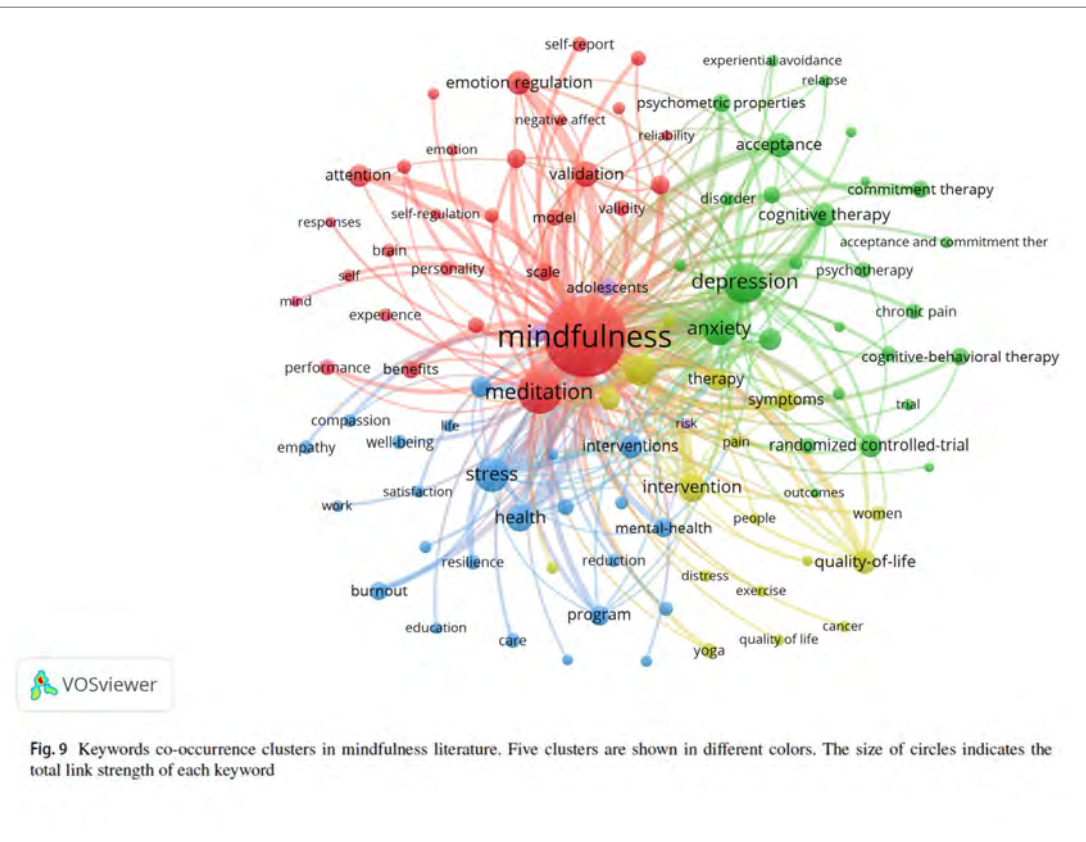 self-report
experiential avoidance
relapse
emotion regulation
psychometric properties
negative affect
reliability
acceptance
emotion
validation
attention
disorder
commitment therapy
self-regulation
model
validity
cognitive therapy
responses
acceptance and commitment ther
brain
personality
scale
psychotherapy
self
adolescents
depression
mind
chronic pain
experience
mindfulness
anxiety
cognitive-behavioral therapy
performance
benefits
therapy
meditation
symptoms
trial
compassion
life
risk
empathy
well-being
interventions
pain
randomized controlled-trial
stress
intervention
satisfaction
outcomes
work
health
mental-health
people
women
resilience
reduction
quality-of-life
distress
burnout
exercise
program
education
cancer
care
quality of life
yoga
VOSviewer
Fig. 9 Keywords co-occurrence clusters in mindfulness literature. Five clusters are shown in different colors. The size of circles indicates the
total link strength of each keyword